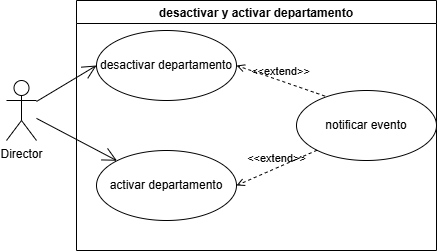 desactivar y activar departamento
desactivar departamento
<<extend>>
notificar evento
Director
<<extend>>
activar departamento